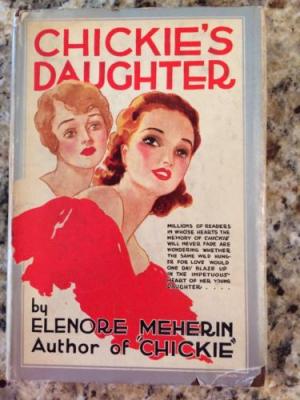 CHICKIE'S
DAUGHTER
MILLIONS OF READERS
IN WHOSE HEARTS THE
MEMORY OF CHICKIE
WILL NEVER FADE ARE
WONDERING WHETHER
THE SAME WILD HUN-
GER FOR LOVE WOULD
ONE DAY BLAZE UP
IN THE IMPETUOUS
HEART OF HER YOUNG
DAUGHTER.....
by
ELENORE MEHERIN
Author of "CHICKIE"